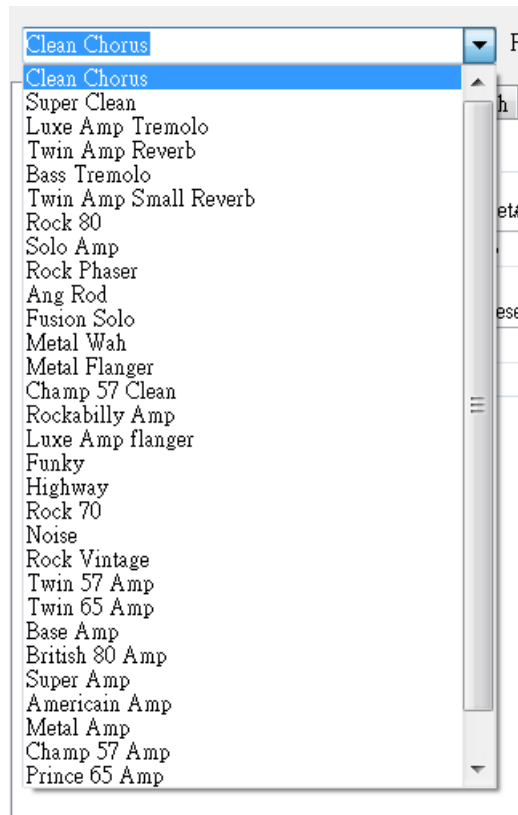 Clean Chorus
Clean Chorus
Super Clean
Luxe Amp Tremolo
Twin Amp Reverb
Bass Tremolo
Twin Amp Small Reverb
Rock 80
Solo Amp
Rock Phaser
Ang Rod
Fusion Solo
Metal Wah
Metal Flanger
Champ 57 Clean
Rockabilly Amp
Luxe Amp flanger
Funky
Highway
Rock 70
Noise
Rock Vintage
Twin 57 Amp
Twin 65 Amp
Base Amp
British 80 Amp
Super Amp
Americain Amp
Metal Amp
Champ 57 Amp
Prince 65 Amp